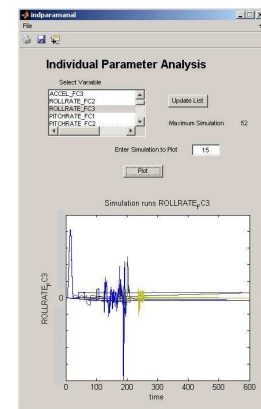 indparamanal
File
Individual Parameter Analysis
Select Variable
ACCEL_FC3
ROLLRATE_FC2
ROLLRATE_FC3
PITCHRATE_FC1
PITCHRATE_FC2
Update List
Maximum Simulation 52
Enter Simulation to Plot 15
Plot
Simulation runs ROLLRATE_FC3
ROLLRATE_FC3
0
0 100 200 300 400 500 600
time